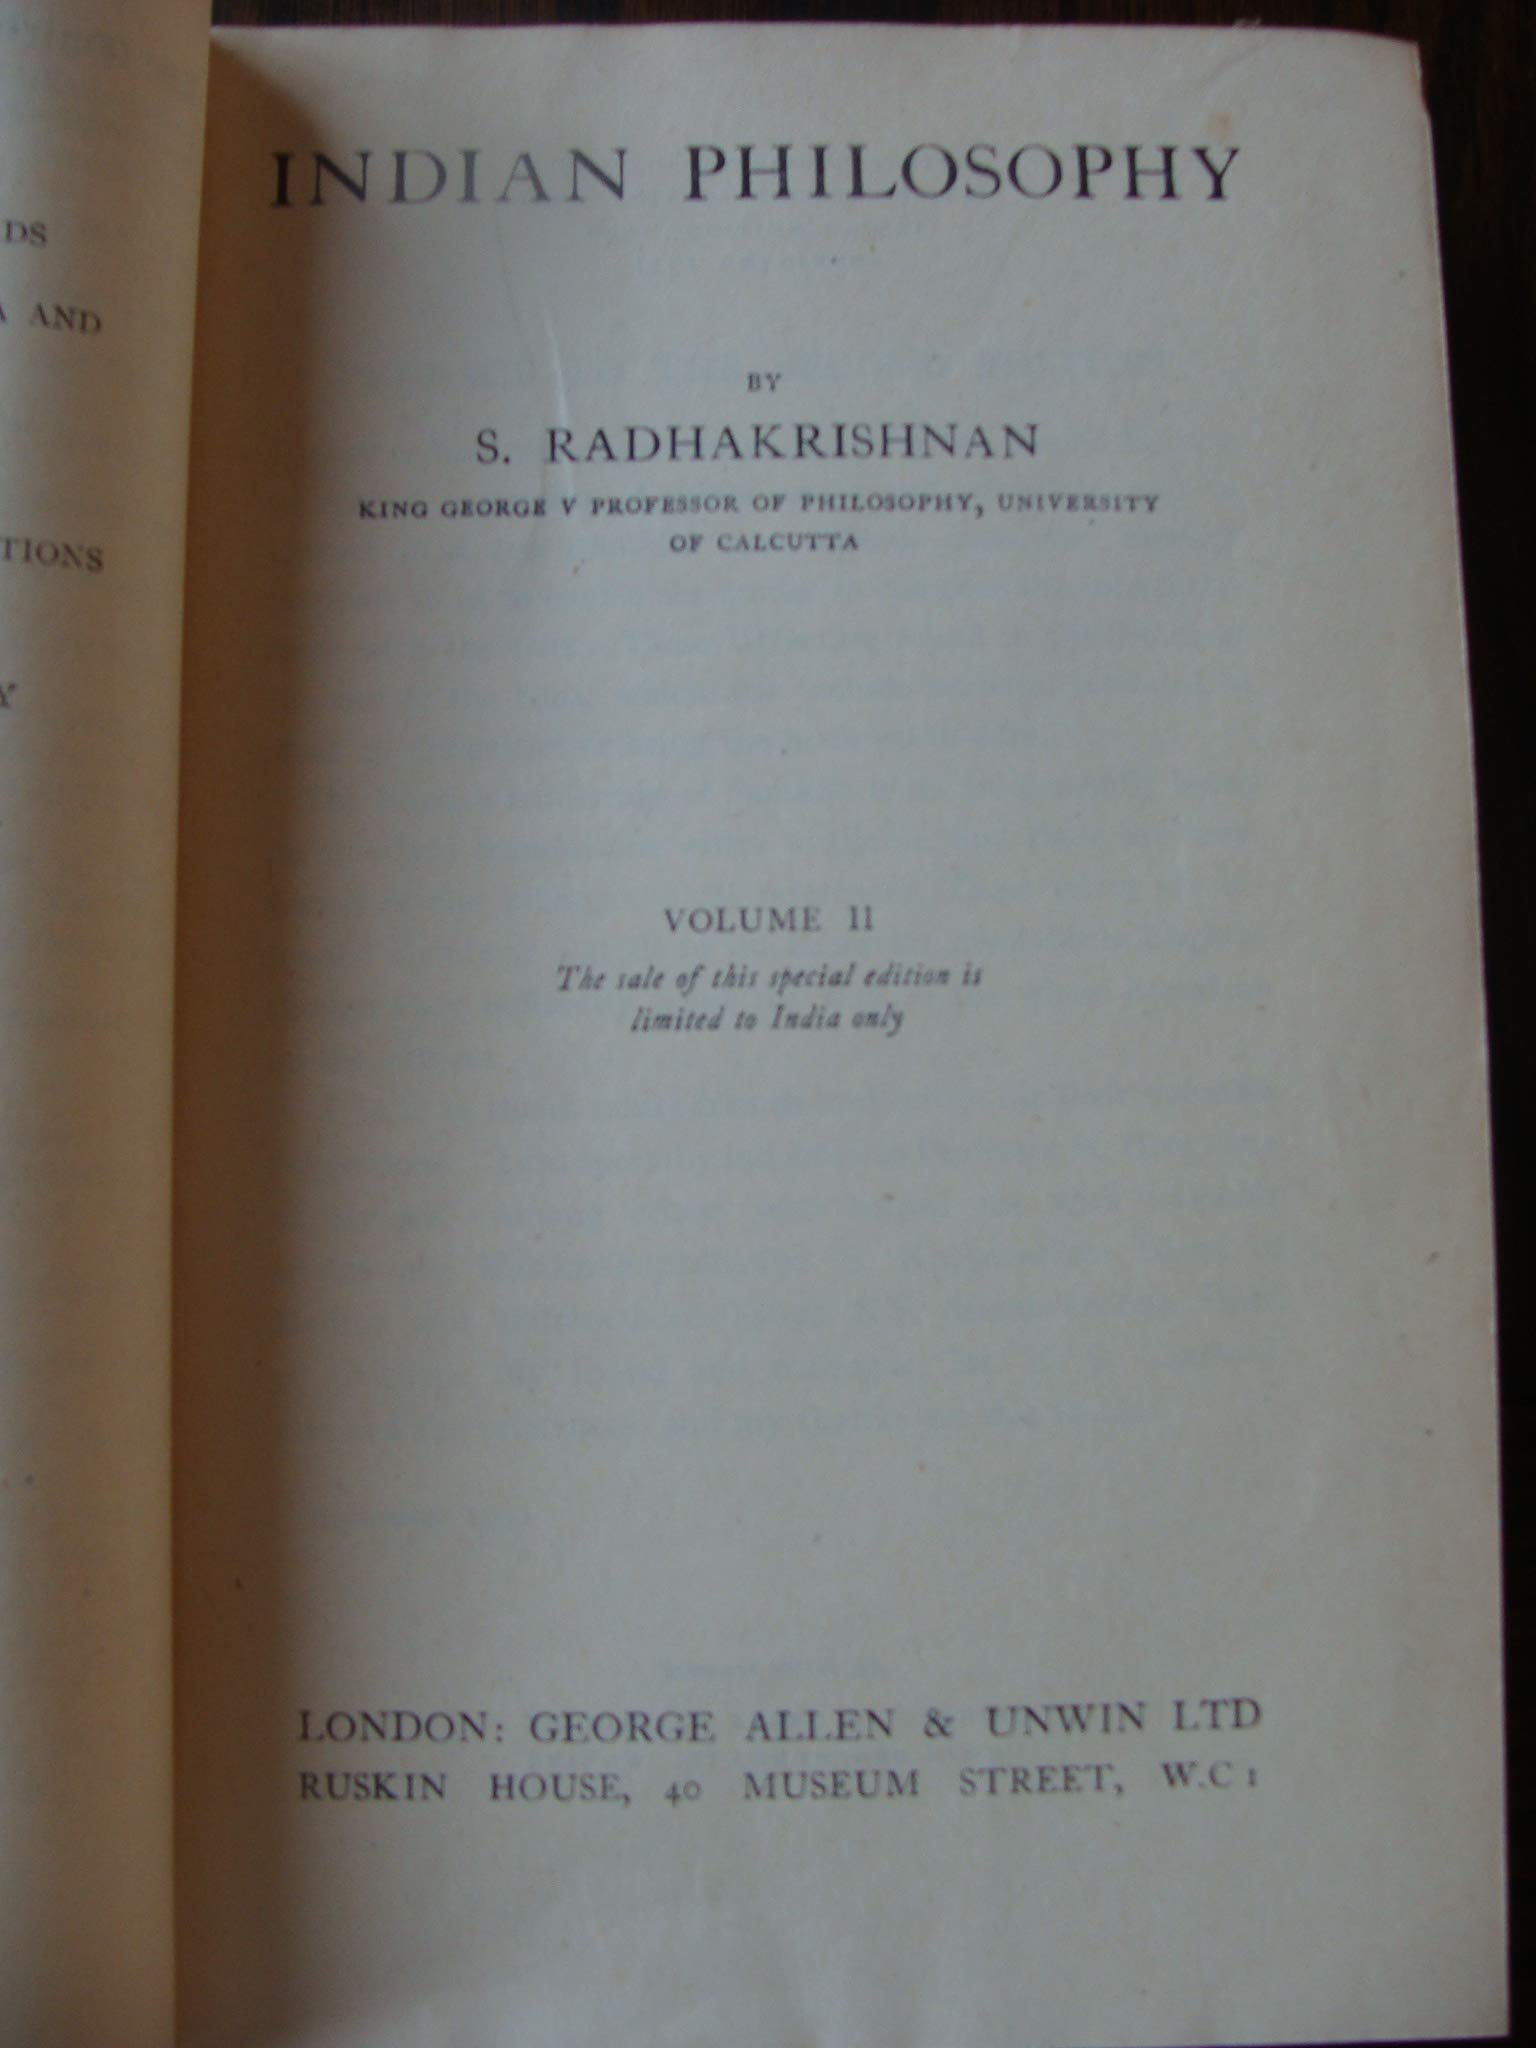 DS
AND
TIONS
Y
INDIAN PHILOSOPHY
BY
S. RADHAKRISHNAN
KING GEORGE V PROFESSOR OF PHILOSOPHY, UNIVERSITY
OF CALCUTTA
VOLUME II
The sale of this special edition is
limited to India only
LONDON: GEORGE ALLEN & UNWIN LTD
RUSKIN HOUSE, 40 MUSEUM STREET, W.C 1